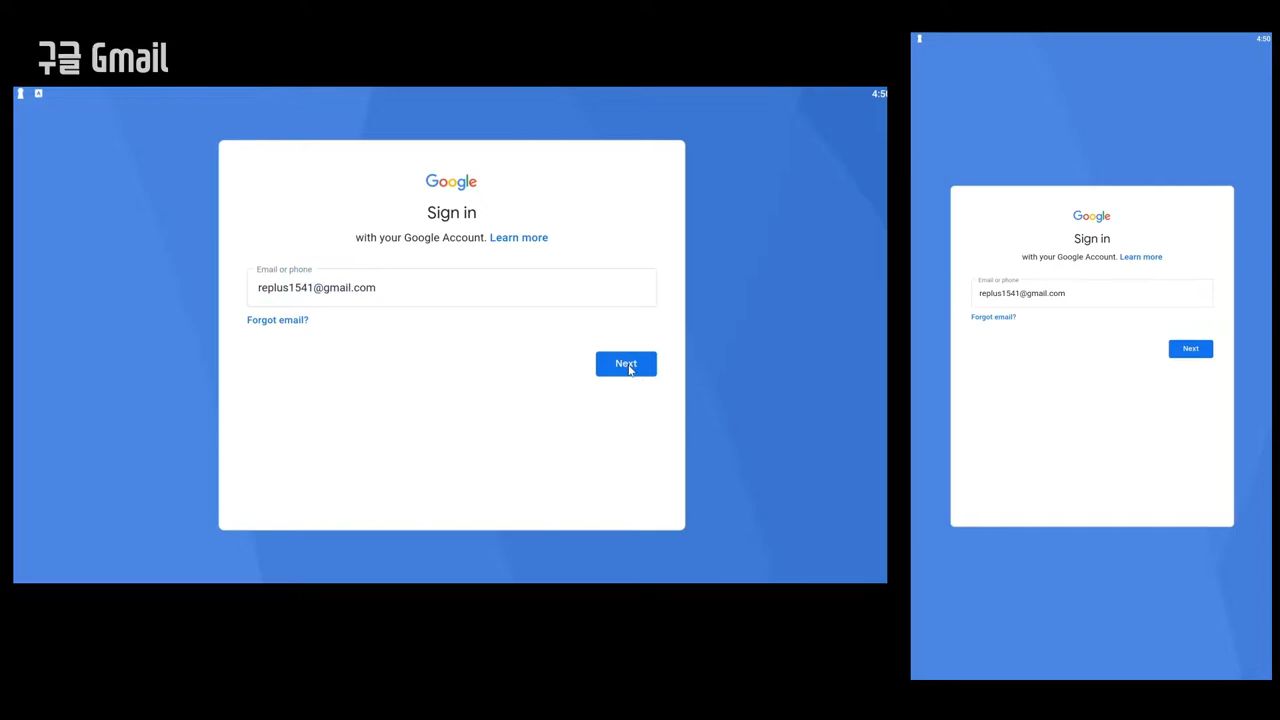 구글 Gmail
4:50
Google
Sign in
with your Google Account. Learn more
Email or phone
replus1541@gmail.com
Forgot email?
Next
4:50
Google
Sign in
with your Google Account. Learn more
Email or phone
replus1541@gmail.com
Forgot email?
Next